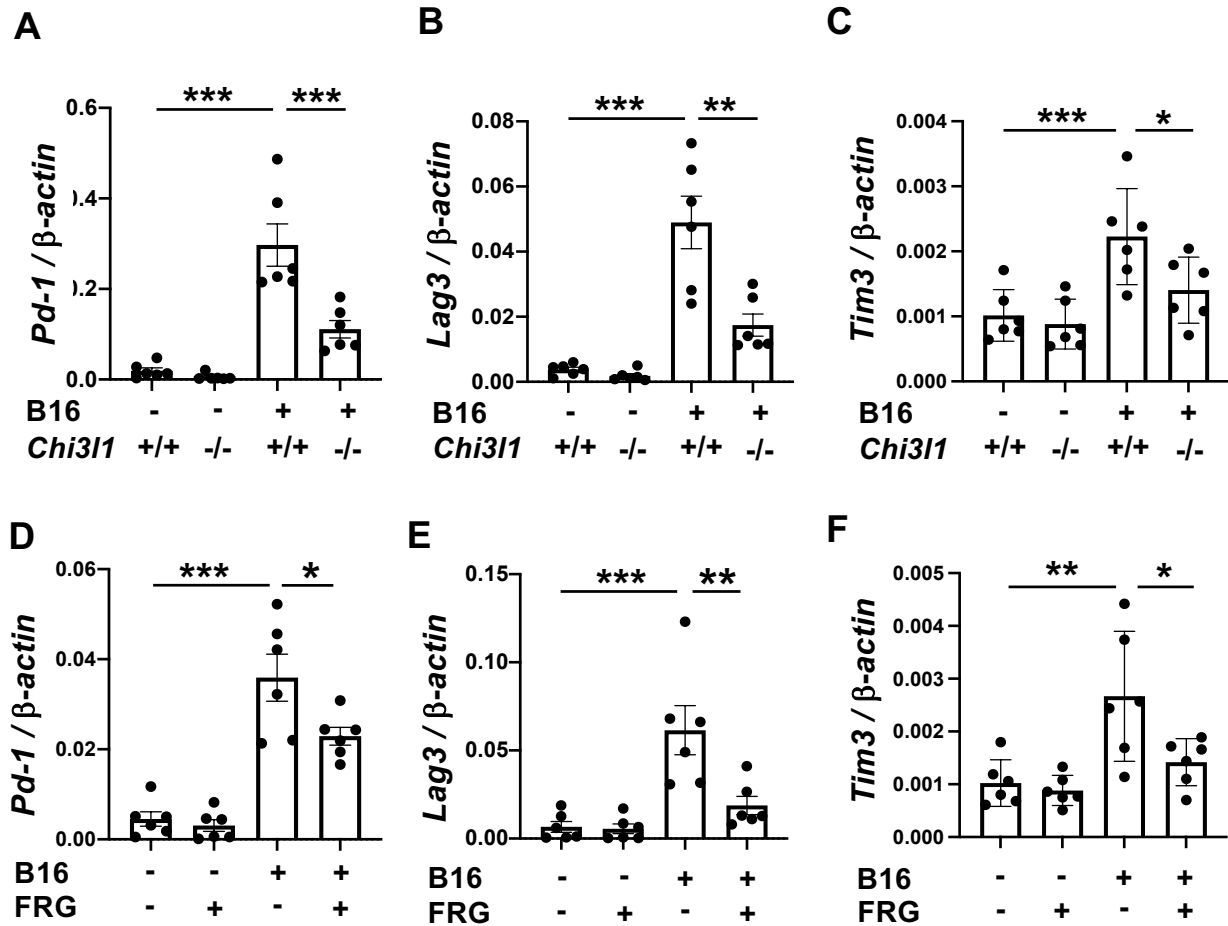 A
B
C
*** ***
*** **
*** *
Pd-1 / β-actin
0.6
0.4
0.2
0.0
Lag3 / β-actin
0.08
0.06
0.04
0.02
0.00
Tim3 / β-actin
0.004
0.003
0.002
0.001
0.000
B16 - - + +
Chi3l1 +/+ -/- +/+ -/-
B16 - - + +
Chi3l1 +/+ -/- +/+ -/-
B16 - - + +
Chi3l1 +/+ -/- +/+ -/-
D
E
F
*** *
*** **
** *
Pd-1 / β-actin
0.06
0.04
0.02
0.00
Lag3 / β-actin
0.15
0.10
0.05
0.00
Tim3 / β-actin
0.005
0.004
0.003
0.002
0.001
0.000
B16 - - + +
FRG - + - +
B16 - - + +
FRG - + - +
B16 - - + +
FRG - + - +